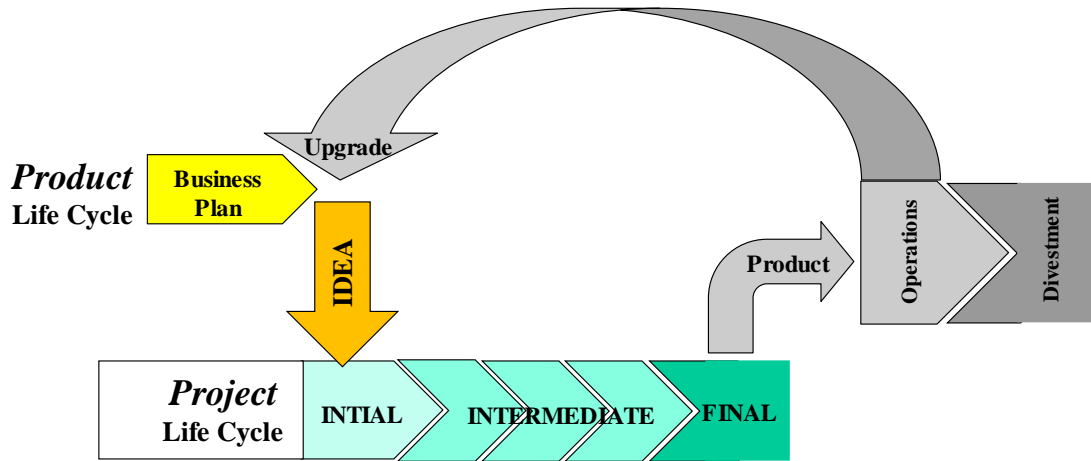 Upgrade
Product
Life Cycle
Business
Plan
IDEA
Product
Operations
Divestment
Project
Life Cycle
INTIAL
INTERMEDIATE
FINAL